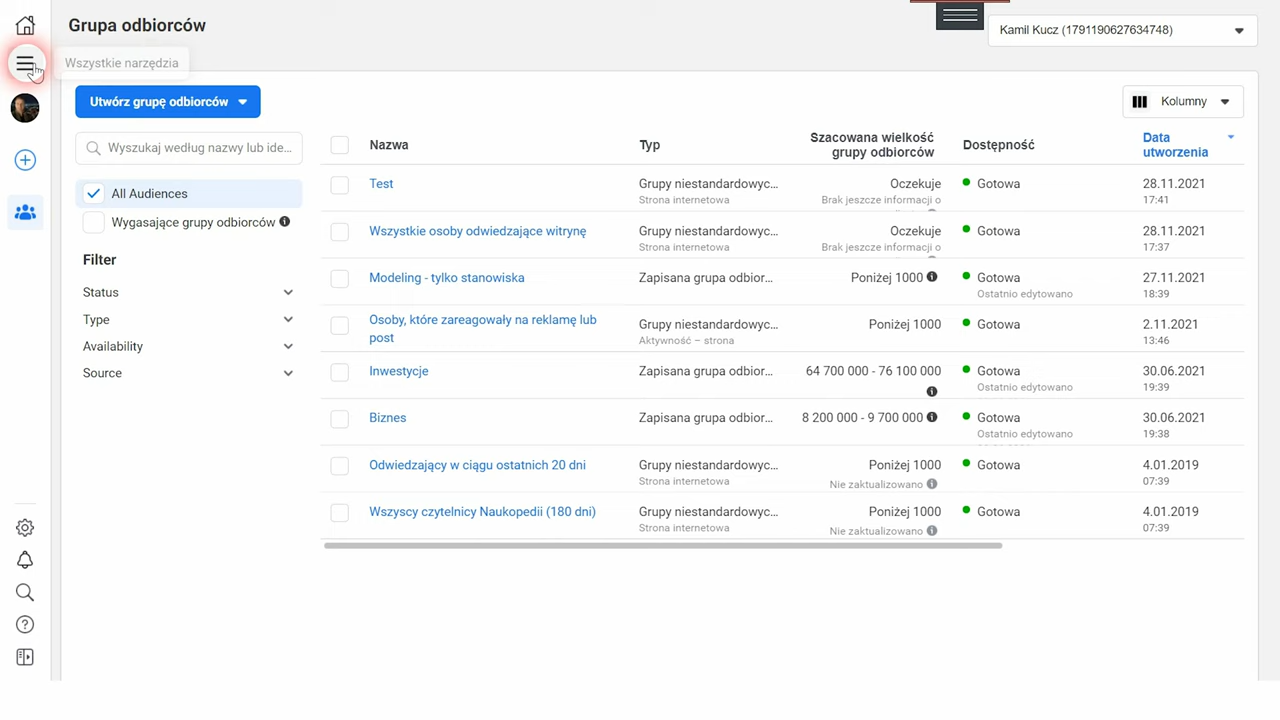 Grupa odbiorców
Kamil Kucz (1791190627634748)
Wszystkie narzędzia
Utwórz grupę odbiorców
Kolumny
Wyszukaj według nazwy lub ide...
All Audiences
Wygasające grupy odbiorców
Filter
Status
Type
Availability
Source
Nazwa
Typ
Szacowana wielkość
grupy odbiorców
Dostępność
Data
utworzenia
Test
Grupy niestandardowyc...
Strona internetowa
Oczekuje
Brak jeszcze informacji o
Gotowa
28.11.2021
17:41
Wszystkie osoby odwiedzające witrynę
Grupy niestandardowyc...
Strona internetowa
Oczekuje
Brak jeszcze informacji o
Gotowa
28.11.2021
17:37
Modeling - tylko stanowiska
Zapisana grupa odbior...
Poniżej 1000
Gotowa
Ostatnio edytowano
27.11.2021
18:39
Osoby, które zareagowały na reklamę lub
post
Grupy niestandardowyc...
Aktywność – strona
Poniżej 1000
Gotowa
2.11.2021
13:46
Inwestycje
Zapisana grupa odbior...
64 700 000 - 76 100 000
Gotowa
Ostatnio edytowano
30.06.2021
19:39
Biznes
Zapisana grupa odbior...
8 200 000 - 9 700 000
Gotowa
Ostatnio edytowano
30.06.2021
19:38
Odwiedzający w ciągu ostatnich 20 dni
Grupy niestandardowyc...
Strona internetowa
Poniżej 1000
Nie zaktualizowano
Gotowa
4.01.2019
07:39
Wszyscy czytelnicy Naukopedii (180 dni)
Grupy niestandardowyc...
Strona internetowa
Poniżej 1000
Nie zaktualizowano
Gotowa
4.01.2019
07:39